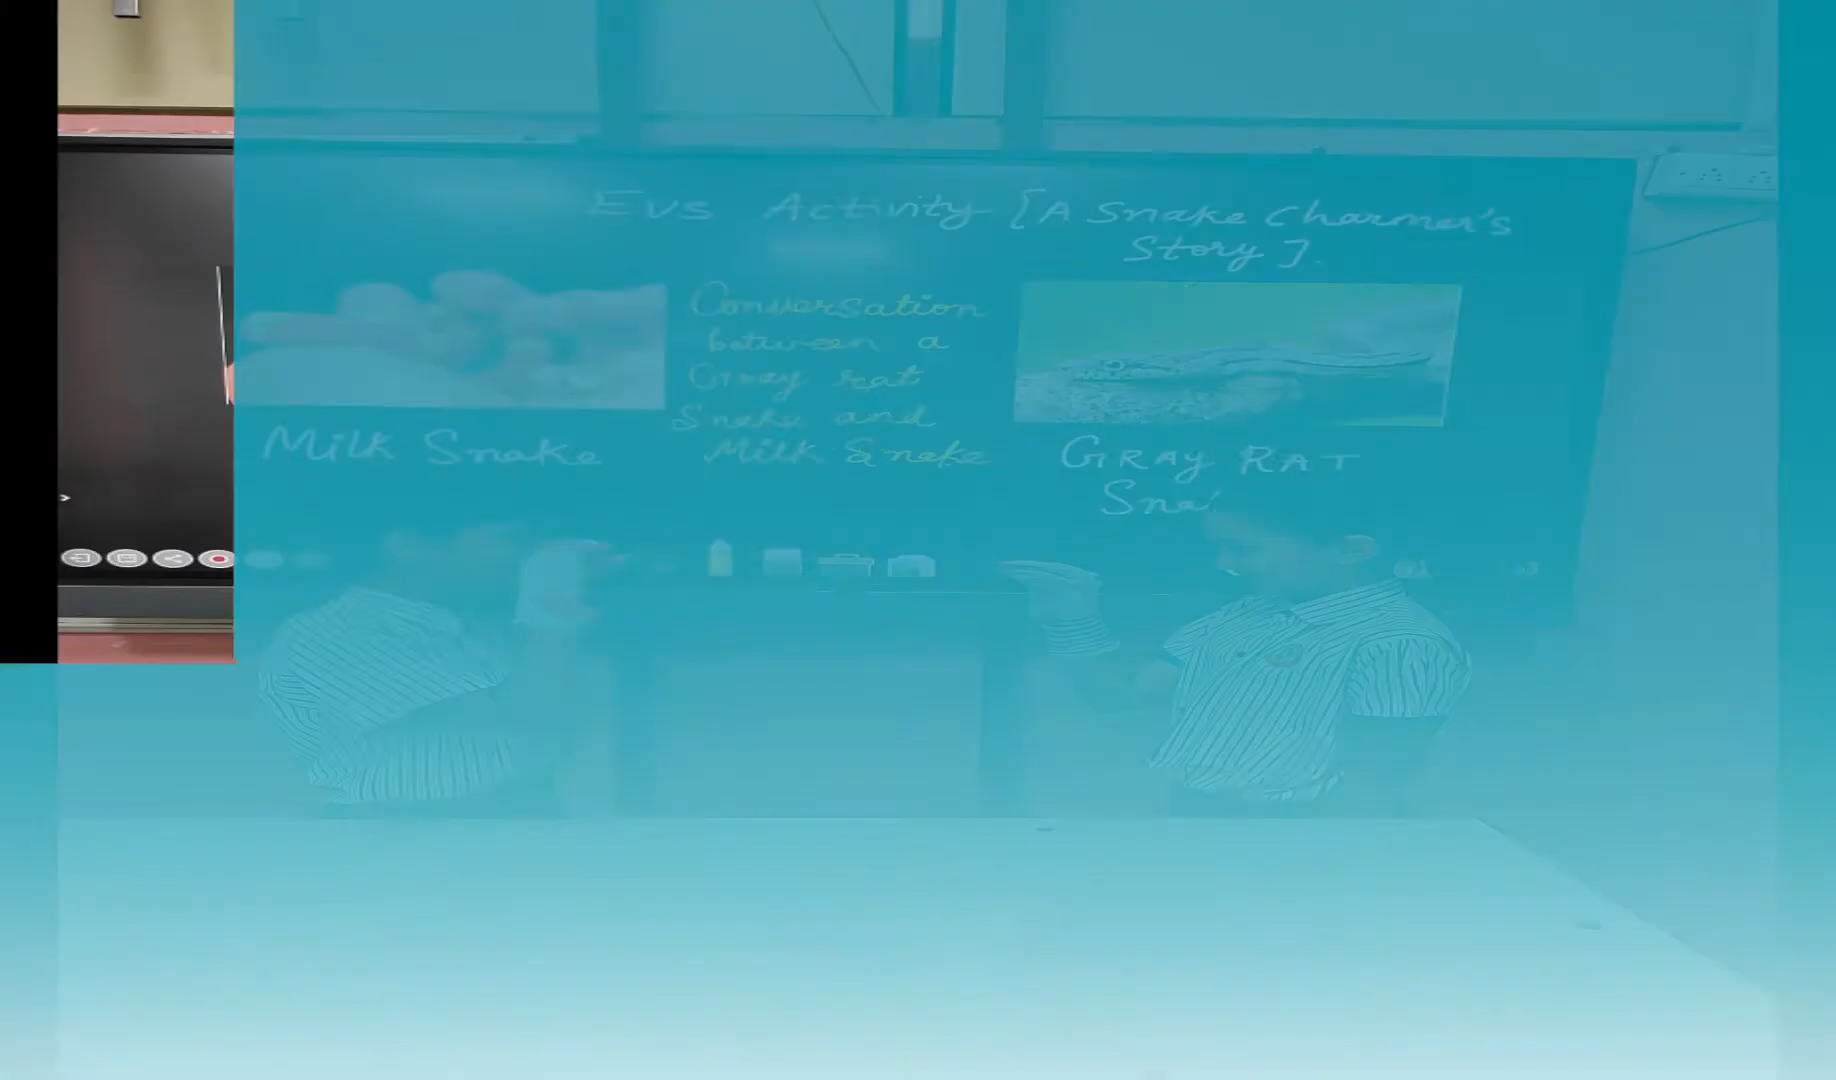 Evs Activity [A Snake Charmer's
Story].
Conversation
between a
Gray rat
Snake and
Milk Snake
Milk Snake
GRAY RAT